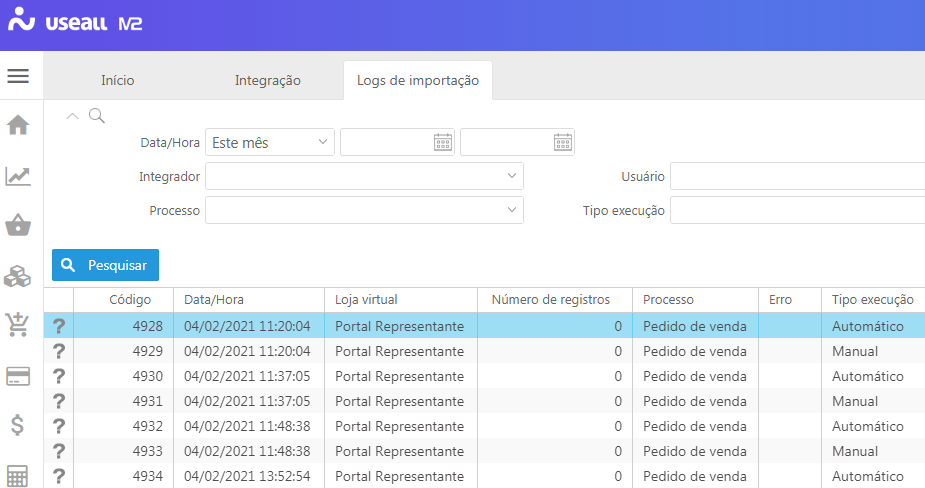 useall M2
Início Integração Logs de importação
Data/Hora Este mês
Integrador Usuário
Processo Tipo execução
Pesquisar
Código Data/Hora Loja virtual Número de registros Processo Erro Tipo execução
? 4928 04/02/2021 11:20:04 Portal Representante 0 Pedido de venda Automático
? 4929 04/02/2021 11:20:04 Portal Representante 0 Pedido de venda Manual
? 4930 04/02/2021 11:37:05 Portal Representante 0 Pedido de venda Automático
? 4931 04/02/2021 11:37:05 Portal Representante 0 Pedido de venda Manual
? 4932 04/02/2021 11:48:38 Portal Representante 0 Pedido de venda Automático
? 4933 04/02/2021 11:48:38 Portal Representante 0 Pedido de venda Manual
? 4934 04/02/2021 13:52:54 Portal Representante 0 Pedido de venda Automático